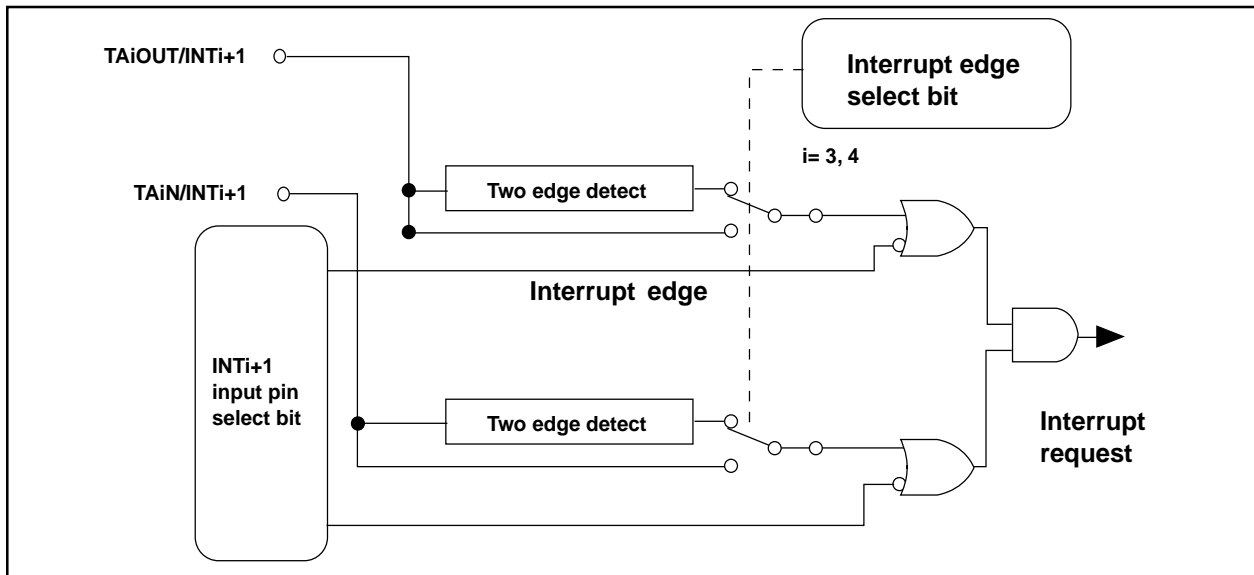 TAiOUT/INTi+1
Interrupt edge
select bit
i= 3, 4
TAiIN/INTi+1
Two edge detect
Interrupt edge
INTi+1
input pin
select bit
Two edge detect
Interrupt
request